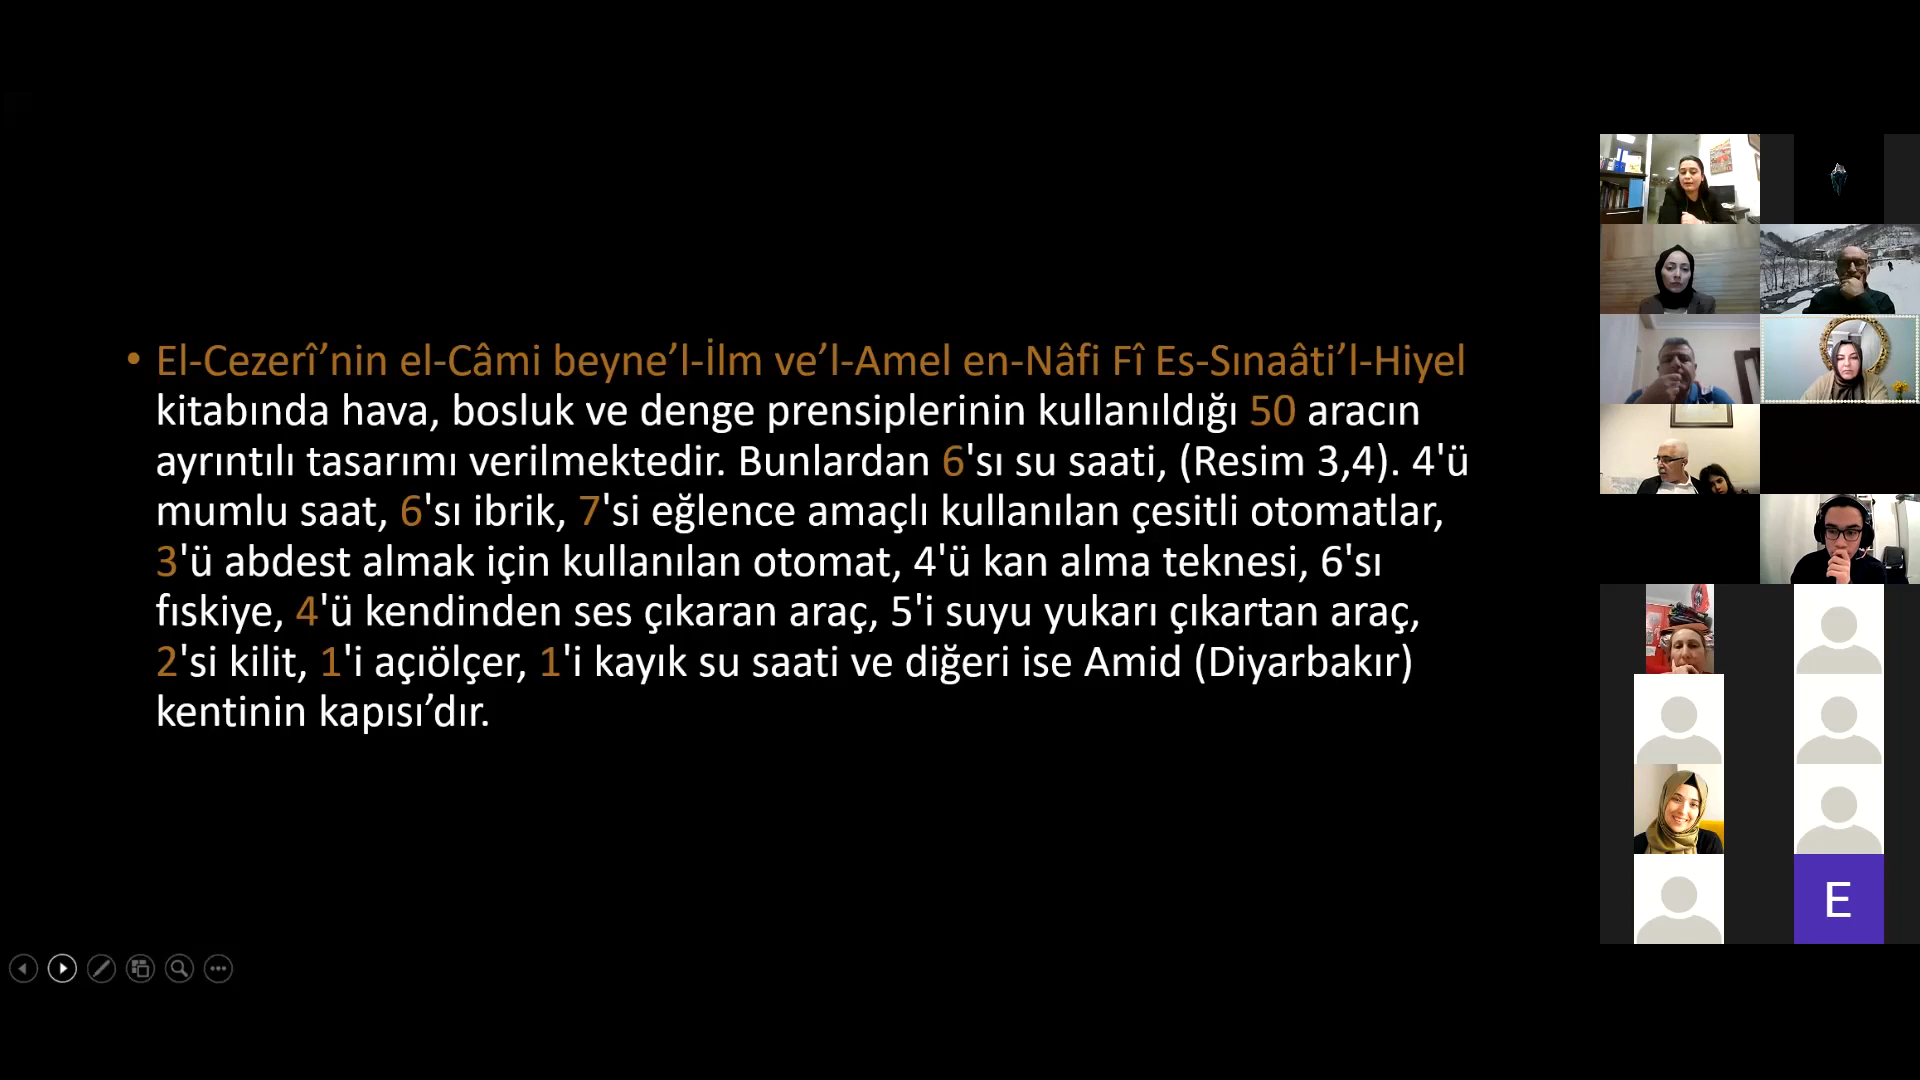 • El-Cezerî’nin el-Câmi beyne’l-İlm ve’l-Amel en-Nâfi Fî Es-Sınaâti’l-Hiyel
kitabında hava, bosluk ve denge prensiplerinin kullanıldığı 50 aracın
ayrıntılı tasarımı verilmektedir. Bunlardan 6'sı su saati, (Resim 3,4). 4'ü
mumlu saat, 6'sı ibrik, 7'si eğlence amaçlı kullanılan çesitli otomatlar,
3'ü abdest almak için kullanılan otomat, 4'ü kan alma teknesi, 6'sı
fıskiye, 4'ü kendinden ses çıkaran araç, 5'i suyu yukarı çıkartan araç,
2'si kilit, 1'i açıölçer, 1'i kayık su saati ve diğeri ise Amid (Diyarbakır)
kentinin kapısı’dır.
E